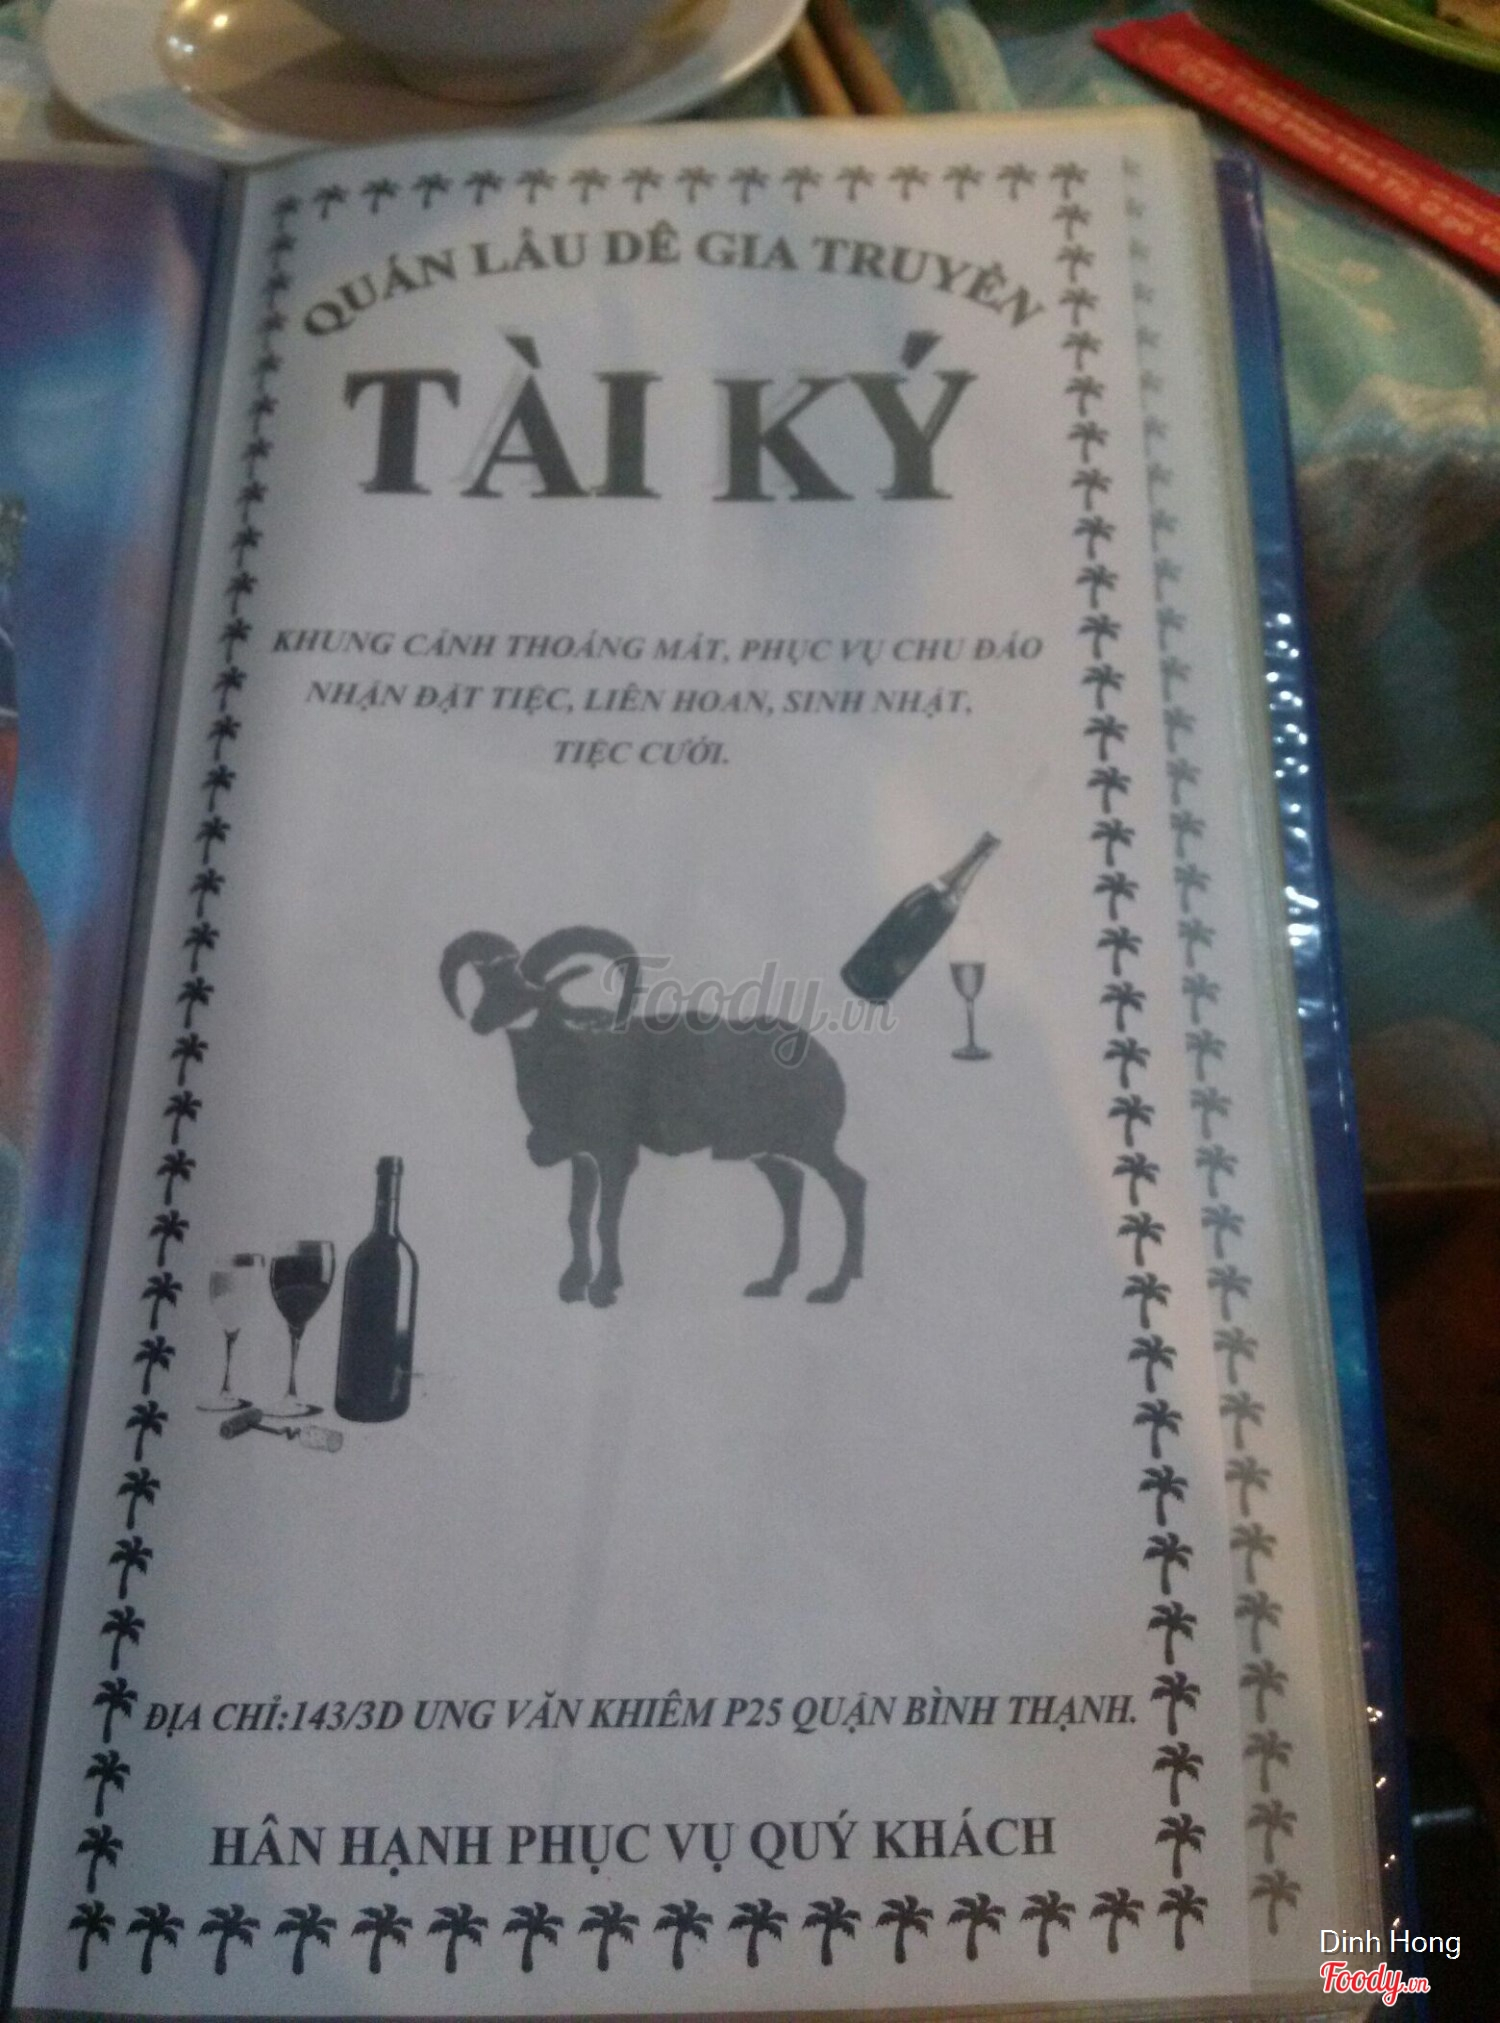 QUÁN LẨU DÊ GIA TRUYỀN
TÀI KÝ
KHUNG CẢNH THOÁNG MÁT, PHỤC VỤ CHU ĐÁO
NHẬN ĐẶT TIỆC, LIÊN HOAN, SINH NHẬT,
TIỆC CƯỚI.
Foody.vn
ĐỊA CHỈ:143/3D UNG VĂN KHIÊM P25 QUẬN BÌNH THẠNH.
HÂN HẠNH PHỤC VỤ QUÝ KHÁCH
Dinh Hong
Foody.vn